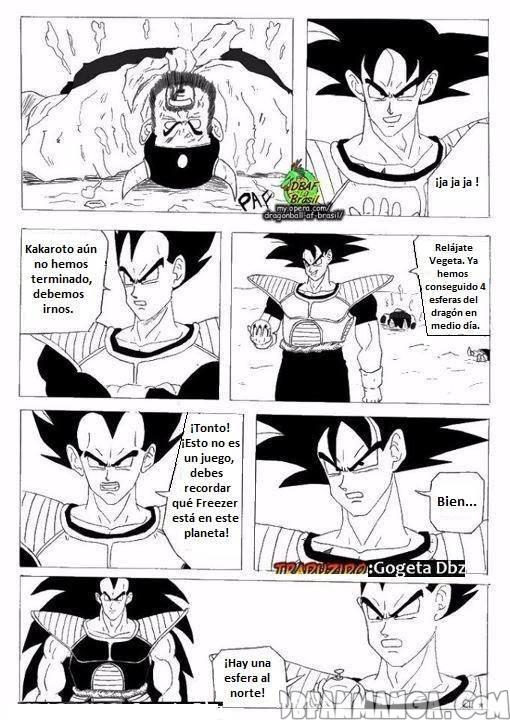 DBAF
Brasil
my.opera.com/
dragonball-af-brasil/
PAF
¡ja ja ja !
Kakaroto aún
no hemos
terminado,
debemos
irnos.
Relájate
Vegeta. Ya
hemos
conseguido 4
esferas del
dragón en
medio día.
¡Tonto!
¡Esto no es
un juego,
debes
recordar
qué Freezer
está en este
planeta!
Bien...
TRADUZIDO:Gogeta Dbz
¡Hay una
esfera al
norte!